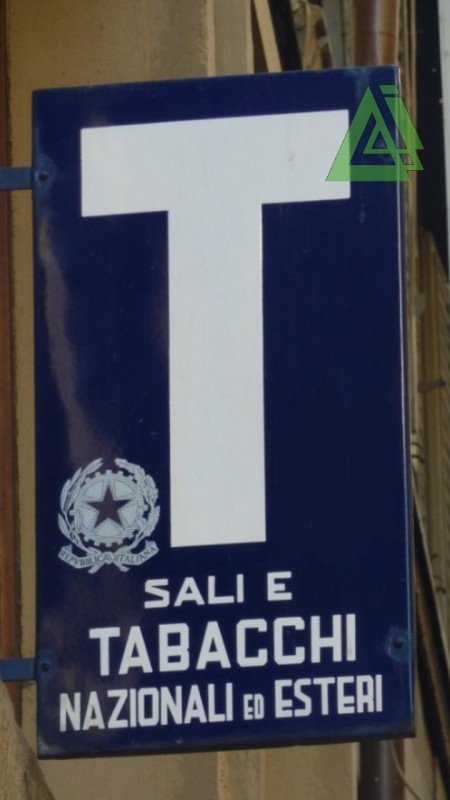 T
REPVBBLICA ITALIANA
SALI E
TABACCHI
NAZIONALI ED ESTERI